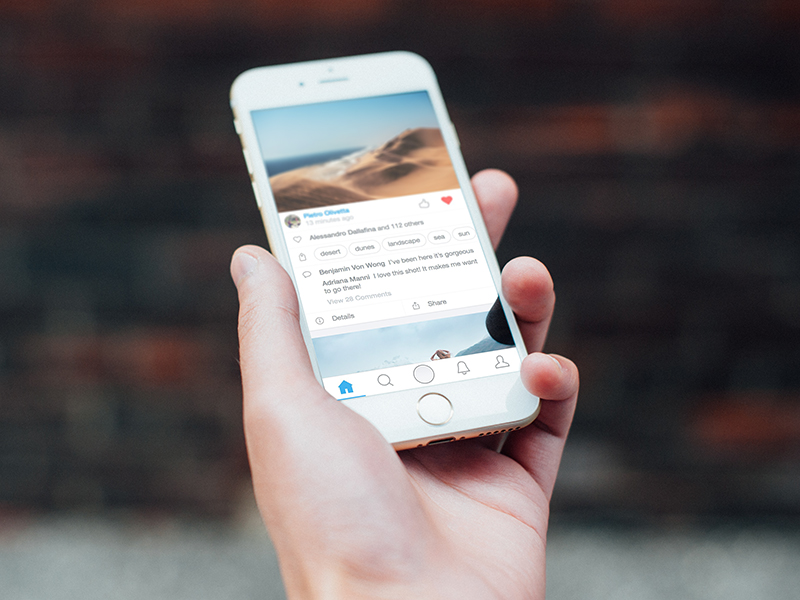 Pietro Olivetta
13 minutes ago
Alessandro Dallafina and 112 others
desert dunes landscape sea sun
Benjamin Von Wong I've been here it's gorgeous
Adriana Manni I love this shot! It makes me want
to go there!
View 28 Comments
Details Share